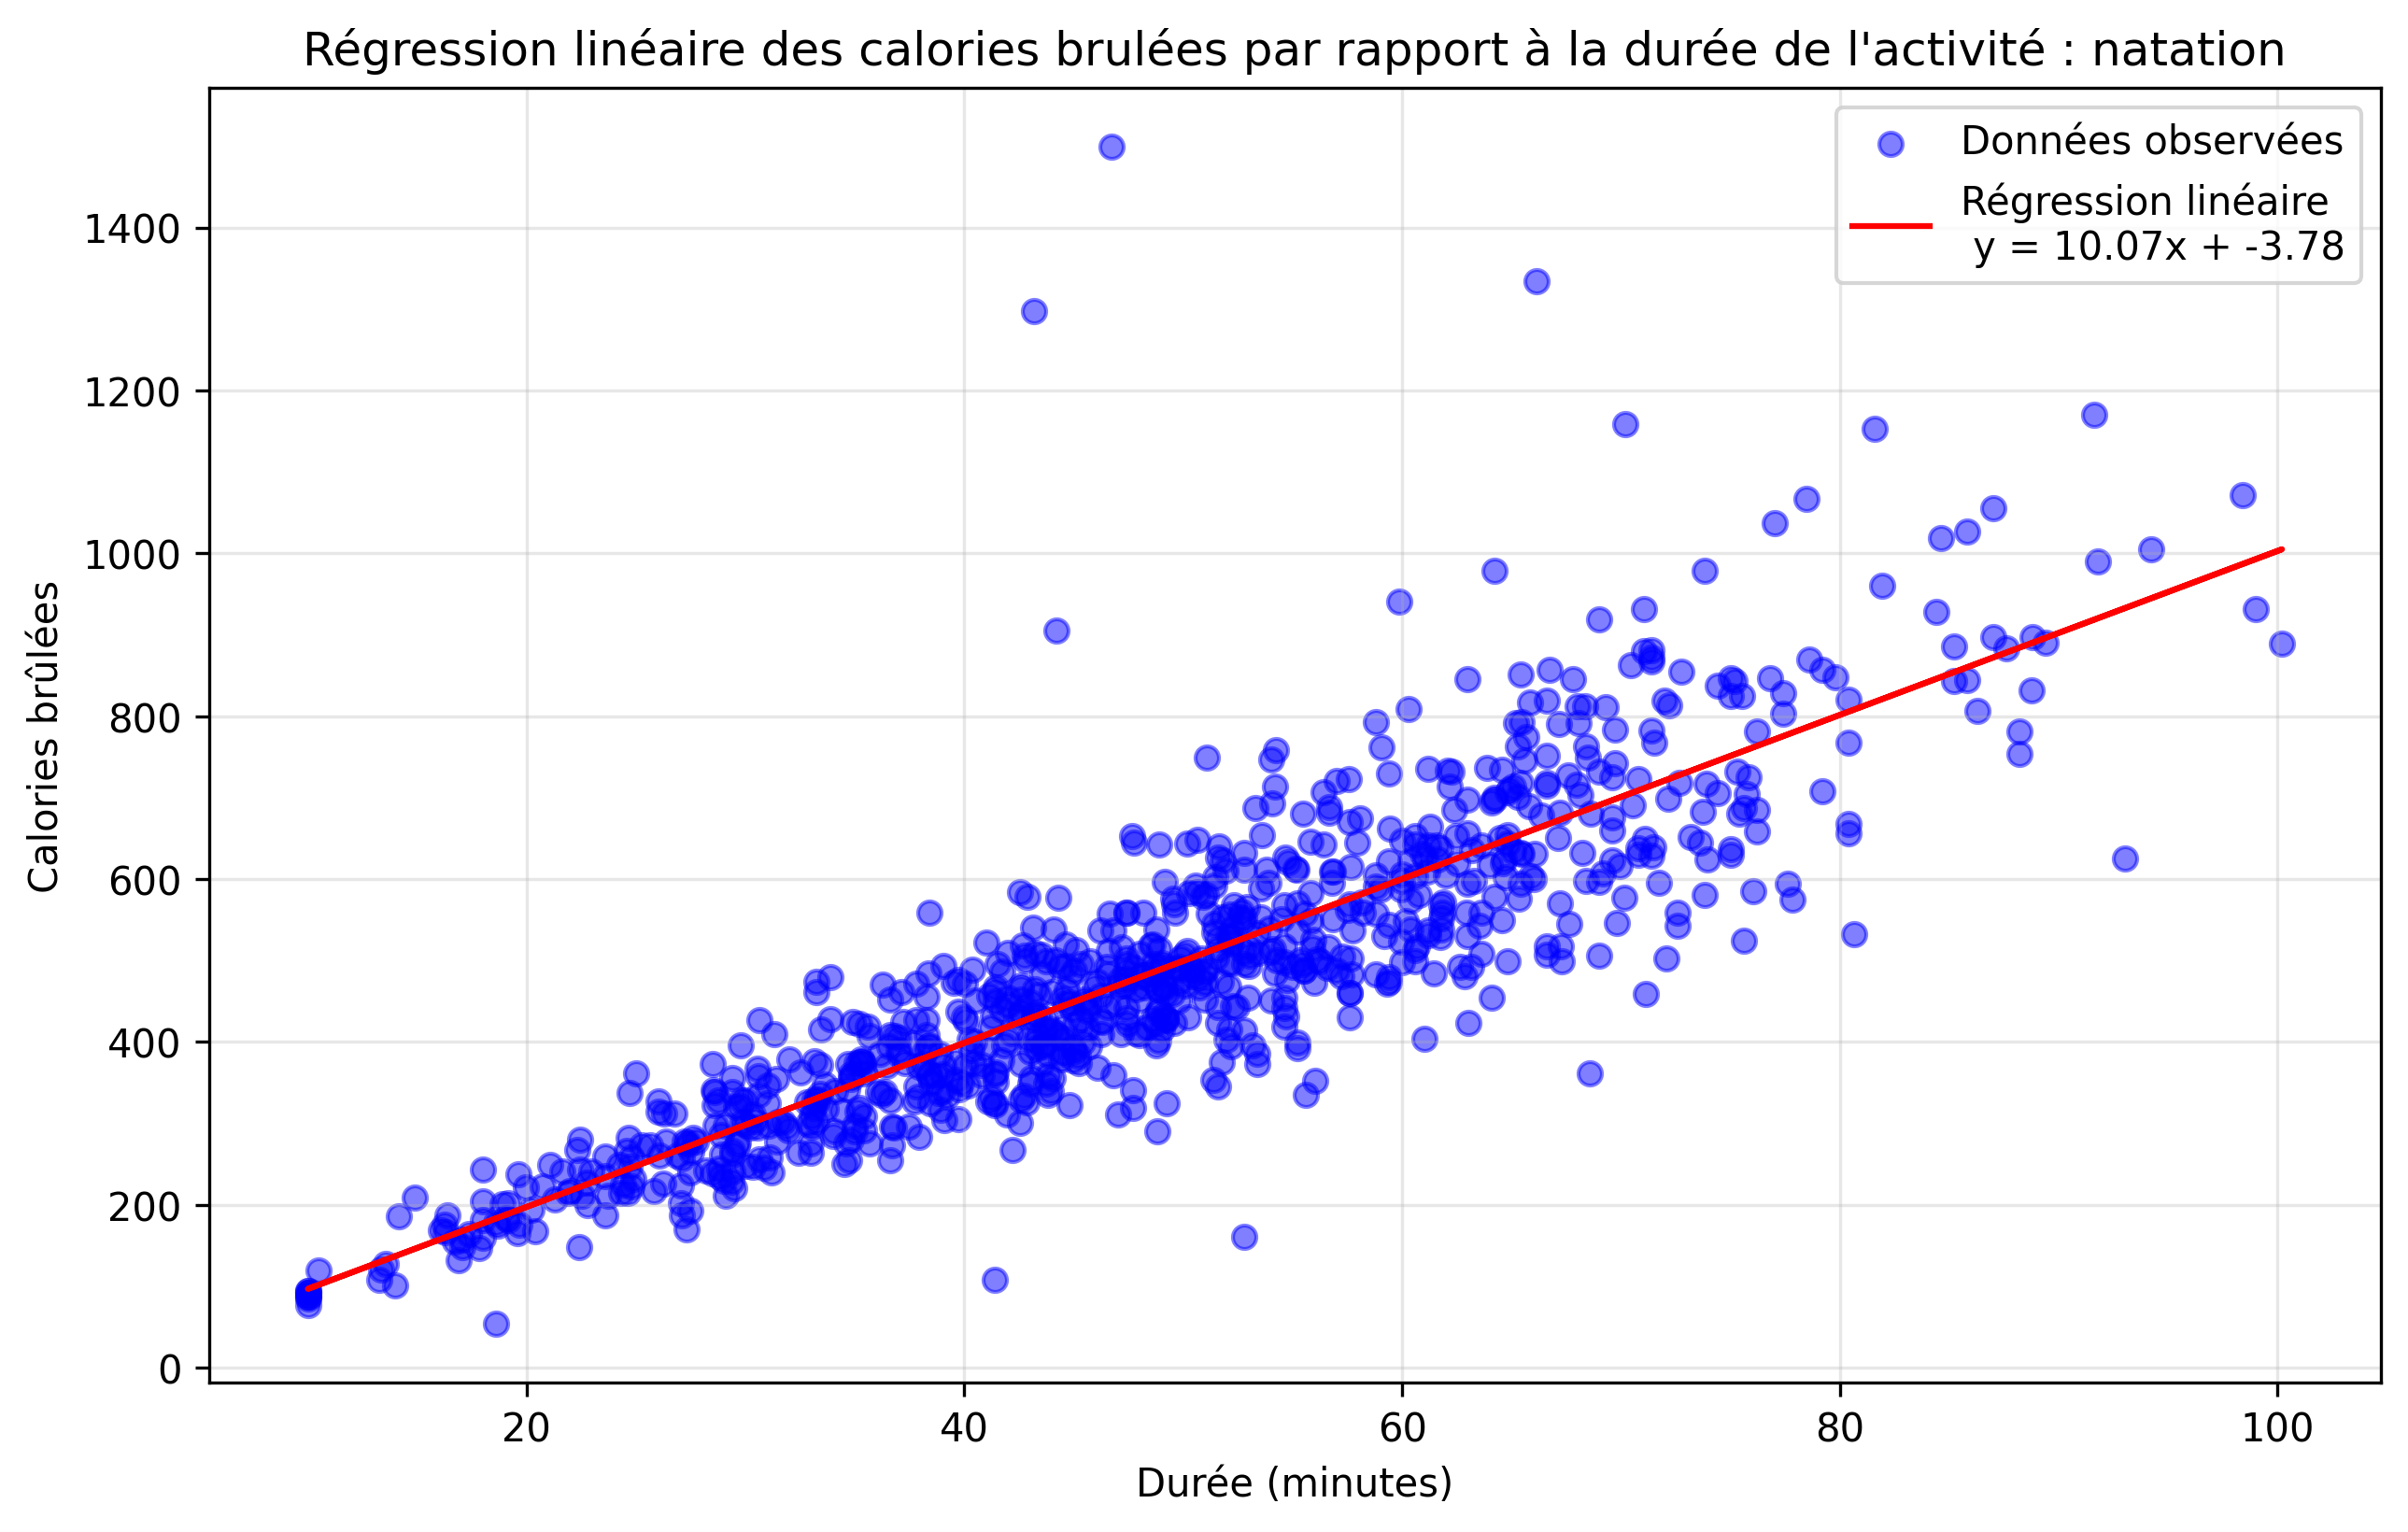 Régression linéaire des calories brulées par rapport à la durée de l'activité : natation
Données observées
Régression linéaire
y = 10.07x + -3.78
Calories brûlées
1400
1200
1000
800
600
400
200
0
20 40 60 80 100
Durée (minutes)